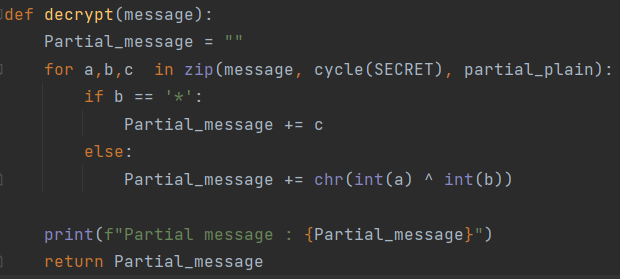 def decrypt(message):
    Partial_message = ""
    for a,b,c  in zip(message, cycle(SECRET), partial_plain):
        if b == '*':
            Partial_message += c
        else:
            Partial_message += chr(int(a) ^ int(b))
    print(f"Partial message : {Partial_message}")
    return Partial_message